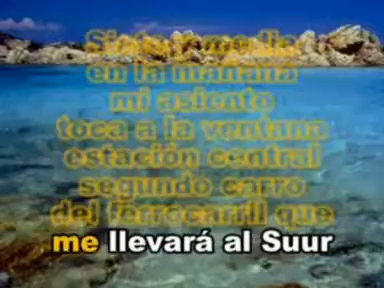 Siete y media
en la mañana
mi asiento
toca a la ventana
estación central
segundo carro
del ferrocarril que
me llevará al Suur